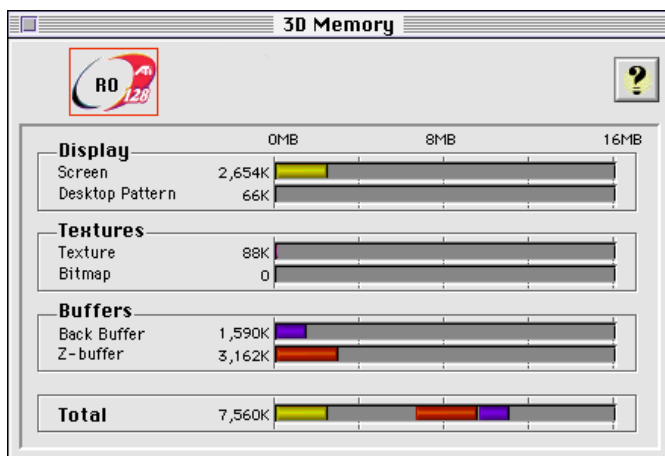 3D Memory
RO ATI 128
?
0MB 8MB 16MB
Display
Screen 2,654K
Desktop Pattern 66K
Textures
Texture 88K
Bitmap 0
Buffers
Back Buffer 1,590K
Z-buffer 3,162K
Total 7,560K